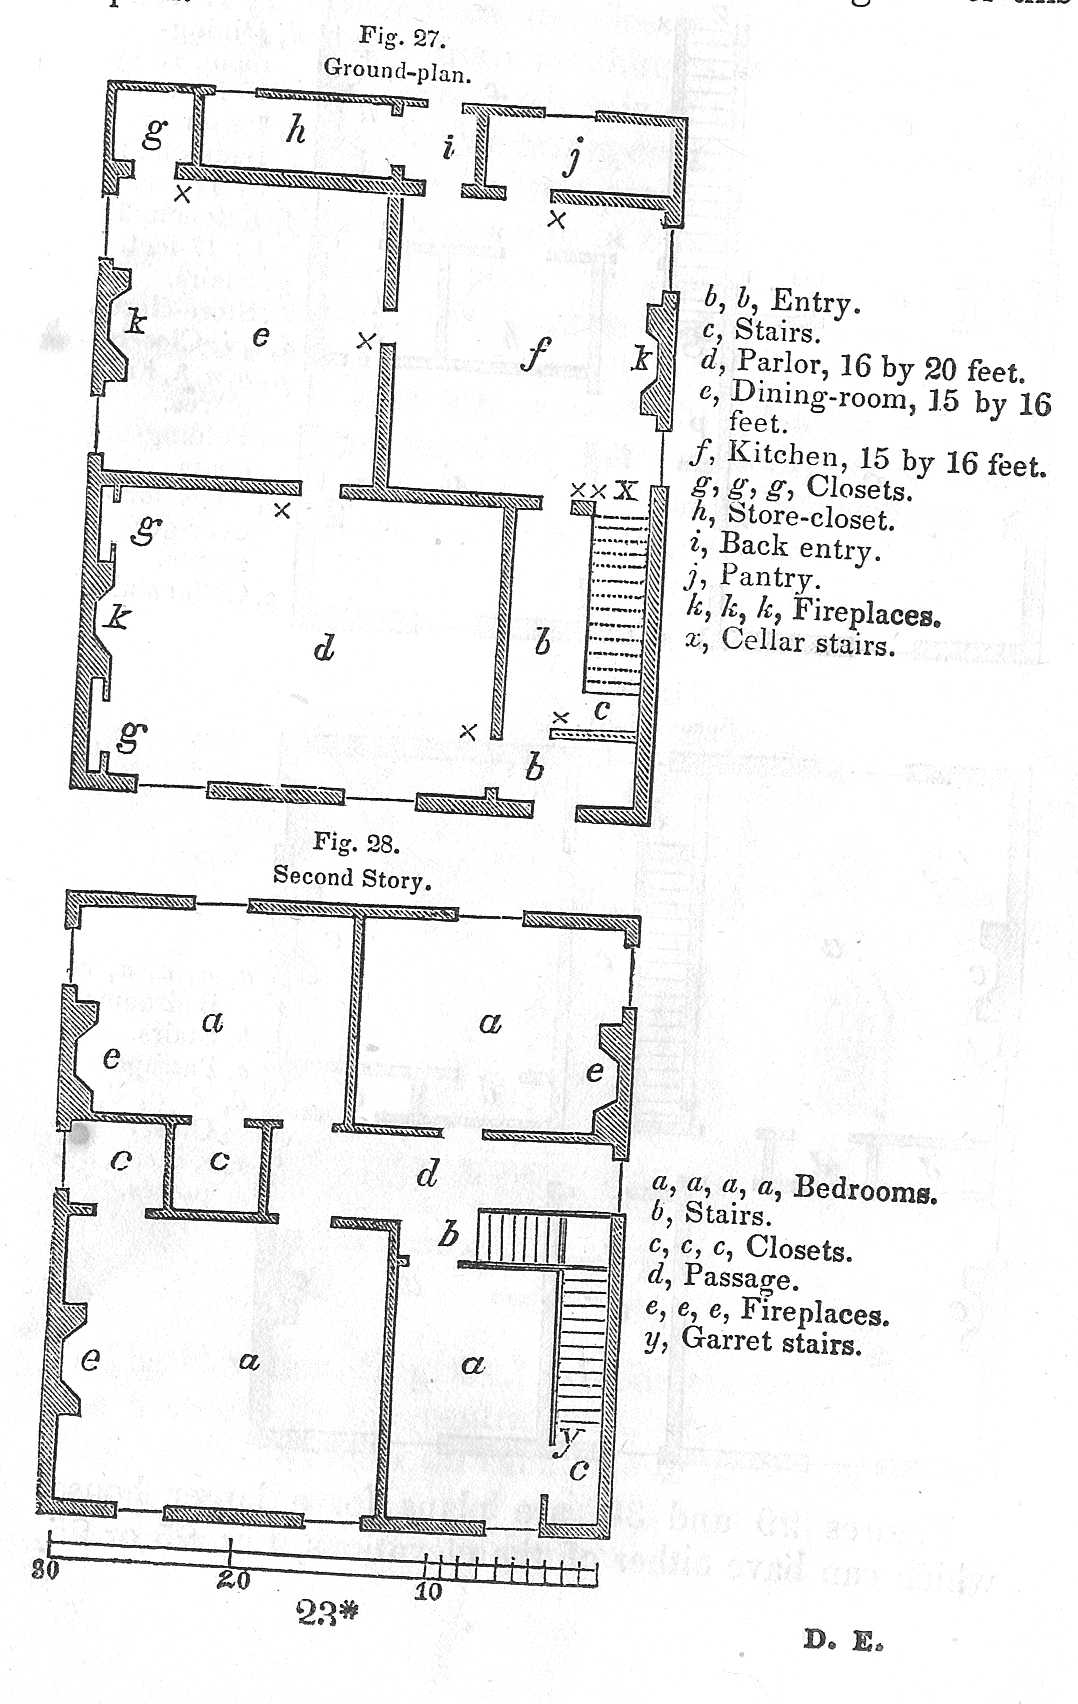 Fig. 27.
Ground-plan.
g
h
i
j
×
×
k
e
×
f
k
×
××x
g
k
d
b
×
×
c
g
b
b, b, Entry.
c, Stairs.
d, Parlor, 16 by 20 feet.
e, Dining-room, 15 by 16
feet.
f, Kitchen, 15 by 16 feet.
g, g, g, Closets.
h, Store-closet.
i, Back entry.
j, Pantry.
k, k, k, Fireplaces.
x, Cellar stairs.
Fig. 28.
Second Story.
a
a
e
e
c
c
d
b
e
a
a
y
c
a, a, a, a, Bedrooms.
b, Stairs.
c, c, c, Closets.
d, Passage.
e, e, e, Fireplaces.
y, Garret stairs.
30
20
10
23*
D. E.